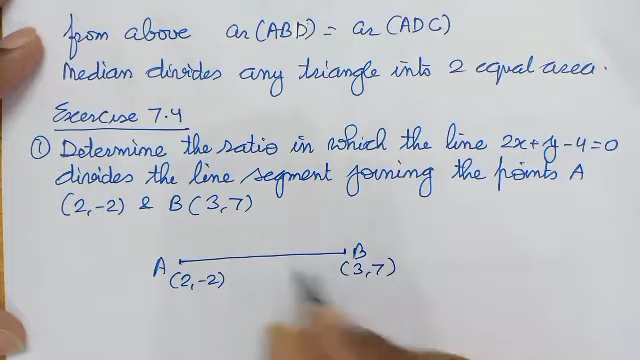 from above ar(ABD) = ar(ADC)
Median divides any triangle into 2 equal area.
Exercise 7.4
① Determine the ratio in which the line 2x+y-4=0
divides the line segment joining the points A
(2,-2) & B(3,7)
A B
(2,-2) (3,7)